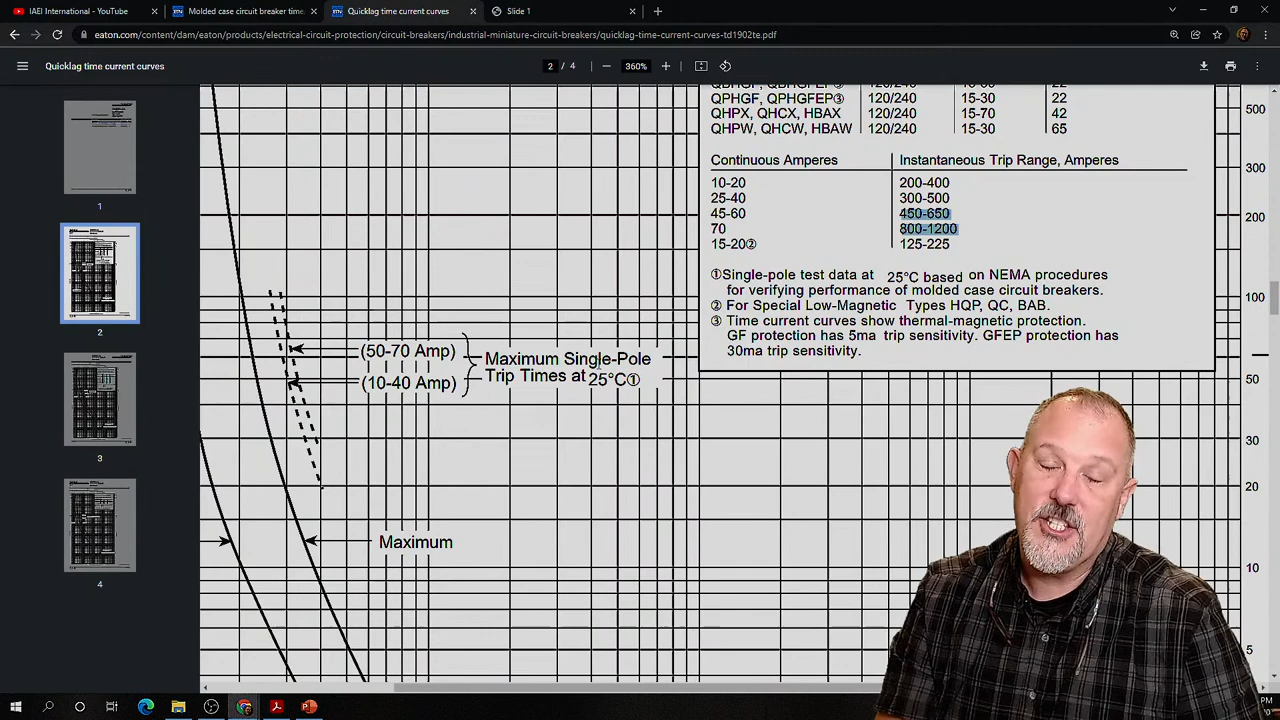 IAEI International - YouTube
Molded case circuit breaker time
Quicklag time current curves
Slide 1
eaton.com/content/dam/eaton/products/electrical-circuit-protection/circuit-breakers/industrial-miniature-circuit-breakers/quicklag-time-current-curves-td1902te.pdf
Quicklag time current curves
2 / 4
360%
1
2
3
4
QPHGF, QPHGFEP③ 120/240 15-30 22
QHPX, QHCX, HBAX 120/240 15-70 42
QHPW, QHCW, HBAW 120/240 15-30 65
Continuous Amperes Instantaneous Trip Range, Amperes
10-20 200-400
25-40 300-500
45-60 450-650
70 800-1200
15-20② 125-225
①Single-pole test data at 25°C based on NEMA procedures
for verifying performance of molded case circuit breakers.
② For Special Low-Magnetic Types HQP, QC, BAB.
③ Time current curves show thermal-magnetic protection.
GF protection has 5ma trip sensitivity. GFEP protection has
30ma trip sensitivity.
(50-70 Amp)
(10-40 Amp)
Maximum Single-Pole
Trip Times at 25°C①
Maximum
500
300
200
100
50
30
20
10
5